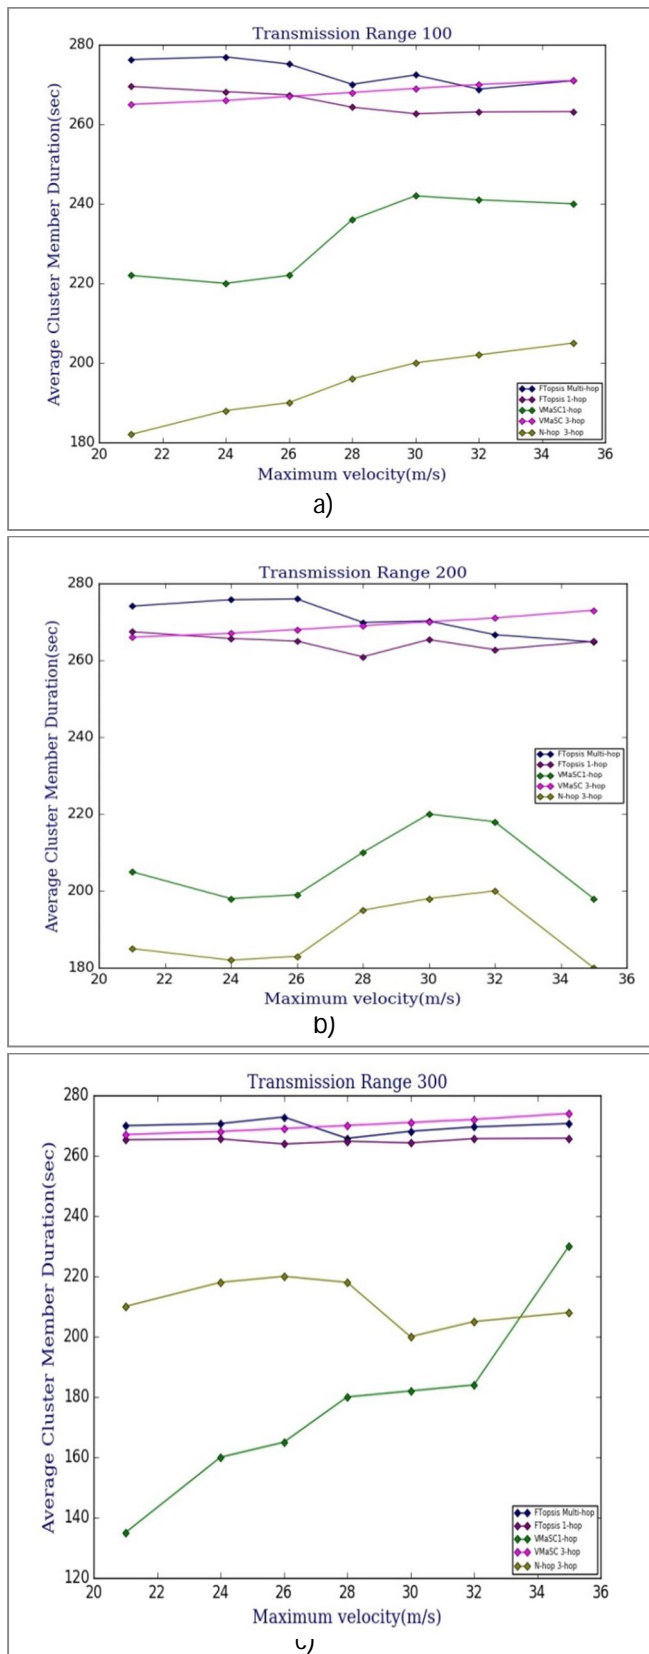 Transmission Range 100
280
260
240
220
200
180
Average Cluster Member Duration(sec)
FTopsis Multi-hop
FTopsis 1-hop
VMaSC1-hop
VMaSC 3-hop
N-hop 3-hop
20 22 24 26 28 30 32 34 36
Maximum velocity(m/s)
a)
Transmission Range 200
280
260
240
220
200
180
Average Cluster Member Duration(sec)
FTopsis Multi-hop
FTopsis 1-hop
VMaSC1-hop
VMaSC 3-hop
N-hop 3-hop
20 22 24 26 28 30 32 34 36
Maximum velocity(m/s)
b)
Transmission Range 300
280
260
240
220
200
180
160
140
120
Average Cluster Member Duration(sec)
FTopsis Multi-hop
FTopsis 1-hop
VMaSC1-hop
VMaSC 3-hop
N-hop 3-hop
20 22 24 26 28 30 32 34 36
Maximum velocity(m/s)
c)